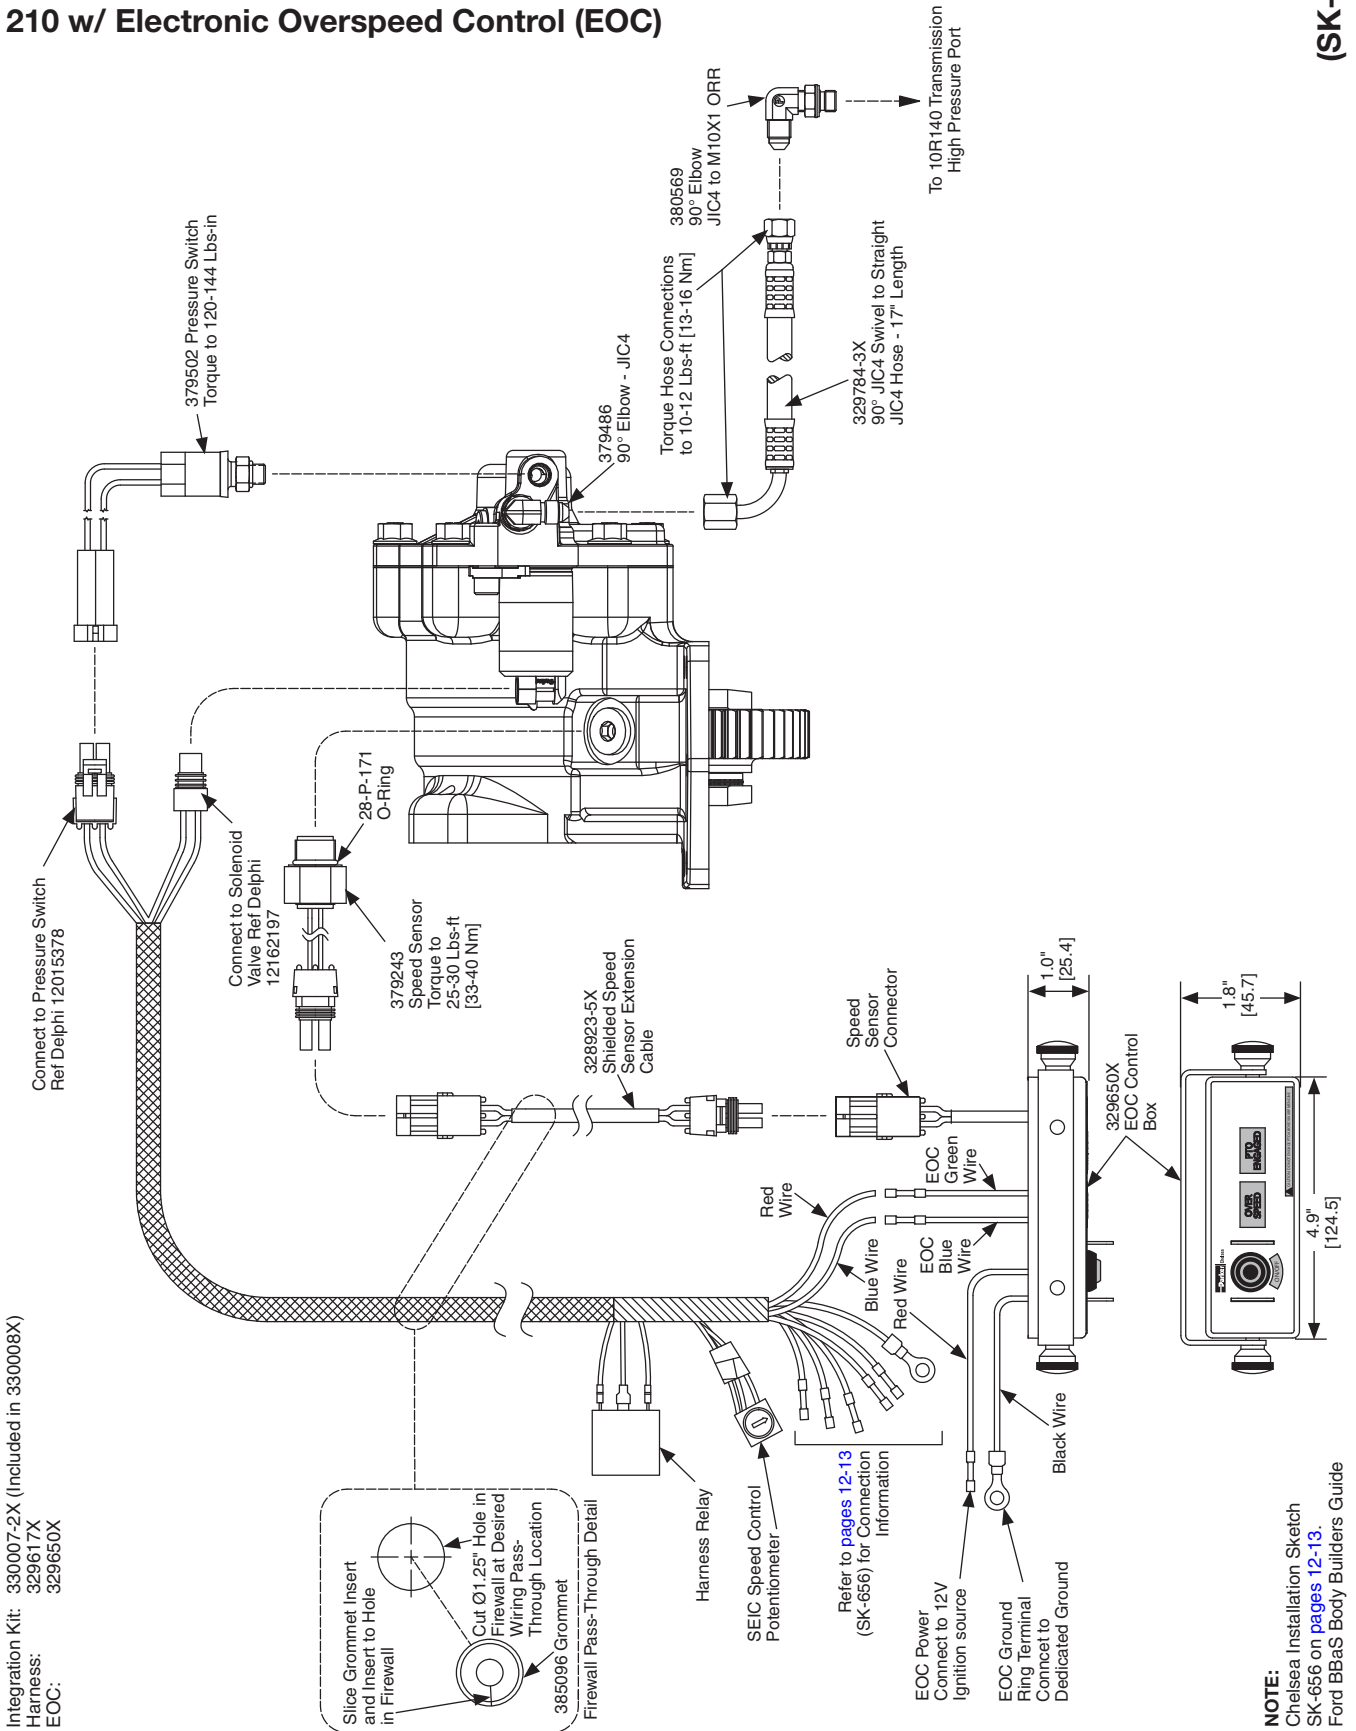 210 w/ Electronic Overspeed Control (EOC)
(SK-
Integration Kit: 330007-2X (Included in 330008X)
Harness: 329617X
EOC: 329650X
Connect to Pressure Switch
Ref Delphi 12015378
379502 Pressure Switch
Torque to 120-144 Lbs-in
Connect to Solenoid
Valve Ref Delphi
12162197
28-P-171
O-Ring
379243
Speed Sensor
Torque to
25-30 Lbs-ft
[33-40 Nm]
379486
90° Elbow - JIC4
Torque Hose Connections
to 10-12 Lbs-ft [13-16 Nm]
380569
90° Elbow
JIC4 to M10X1 ORR
To 10R140 Transmission
High Pressure Port
329784-3X
90° JIC4 Swivel to Straight
JIC4 Hose - 17" Length
328923-5X
Shielded Speed
Sensor Extension
Cable
Speed
Sensor
Connector
1.0"
[25.4]
1.8"
[45.7]
329650X
EOC Control
Box
4.9"
[124.5]
OVER
SPEED
PTO
ENGAGED
Parker
ON/OFF
Red
Wire
EOC
Green
Wire
Blue Wire
EOC
Blue
Wire
Red Wire
Black Wire
Slice Grommet Insert
and Insert to Hole
in Firewall
Cut Ø1.25" Hole in
Firewall at Desired
Wiring Pass-
Through Location
385096 Grommet
Firewall Pass-Through Detail
Harness Relay
SEIC Speed Control
Potentiometer
Refer to pages 12-13
(SK-656) for Connection
Information
EOC Power
Connect to 12V
Ignition source
EOC Ground
Ring Terminal
Conncet to
Dedicated Ground
NOTE:
Chelsea Installation Sketch
SK-656 on pages 12-13.
Ford BBaS Body Builders Guide